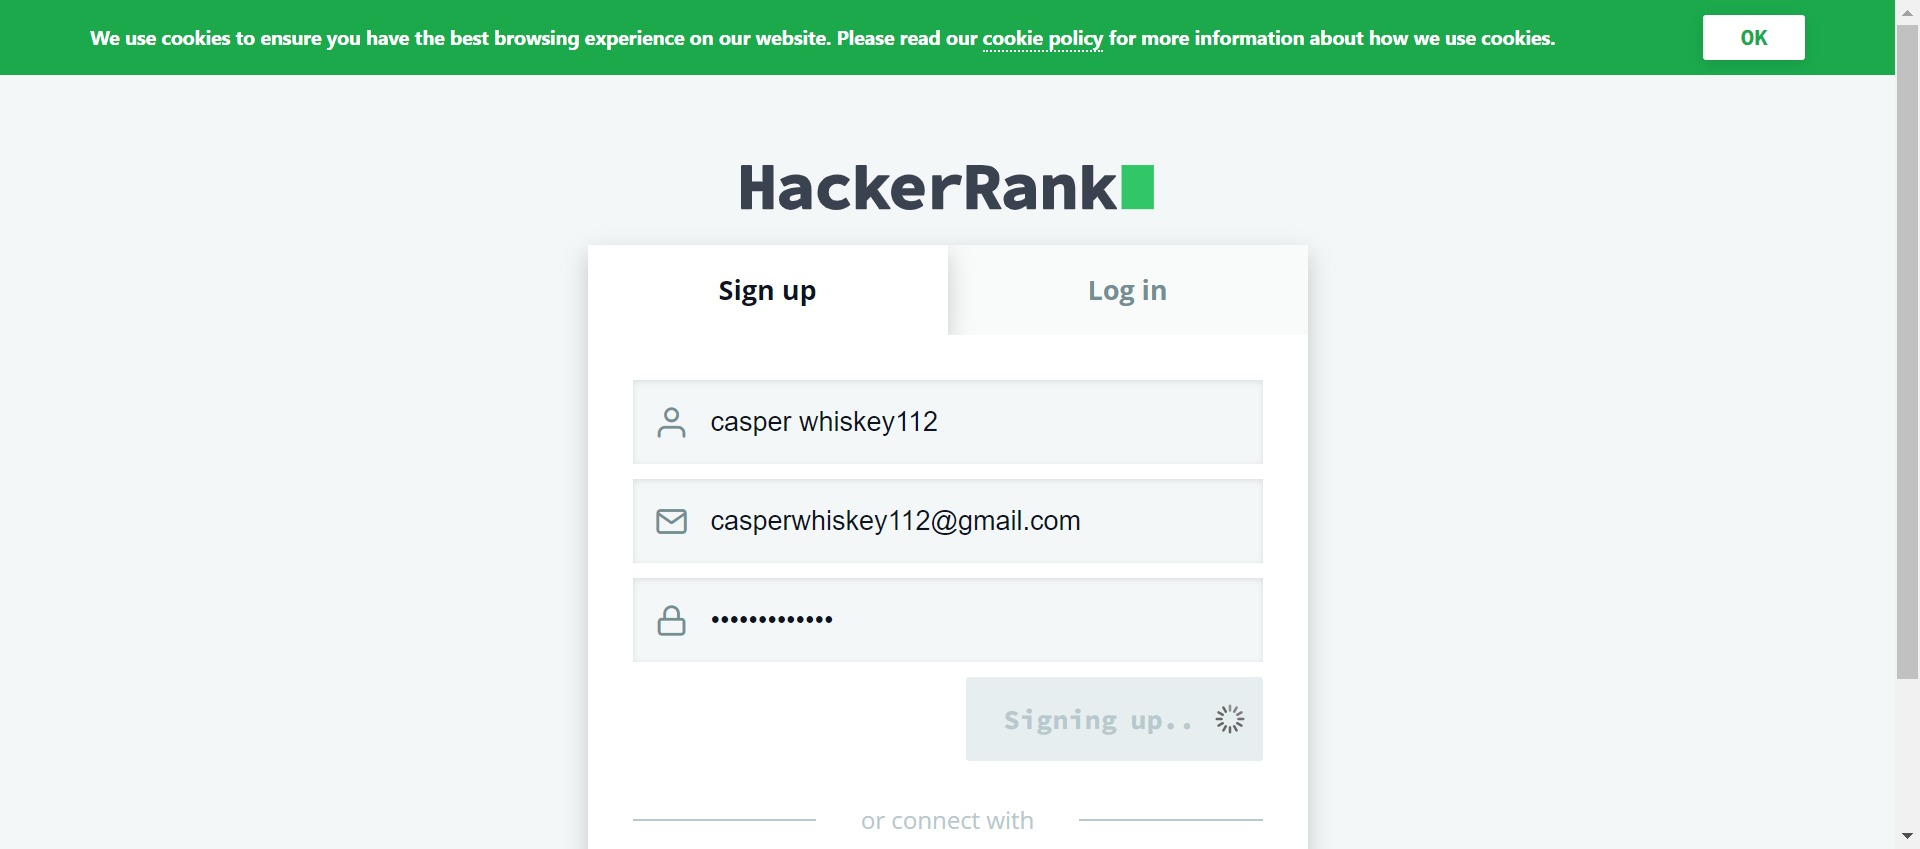 We use cookies to ensure you have the best browsing experience on our website. Please read our cookie policy for more information about how we use cookies.
OK
HackerRank
Sign up
Log in
casper whiskey112
casperwhiskey112@gmail.com
•••••••••••••
Signing up..
or connect with